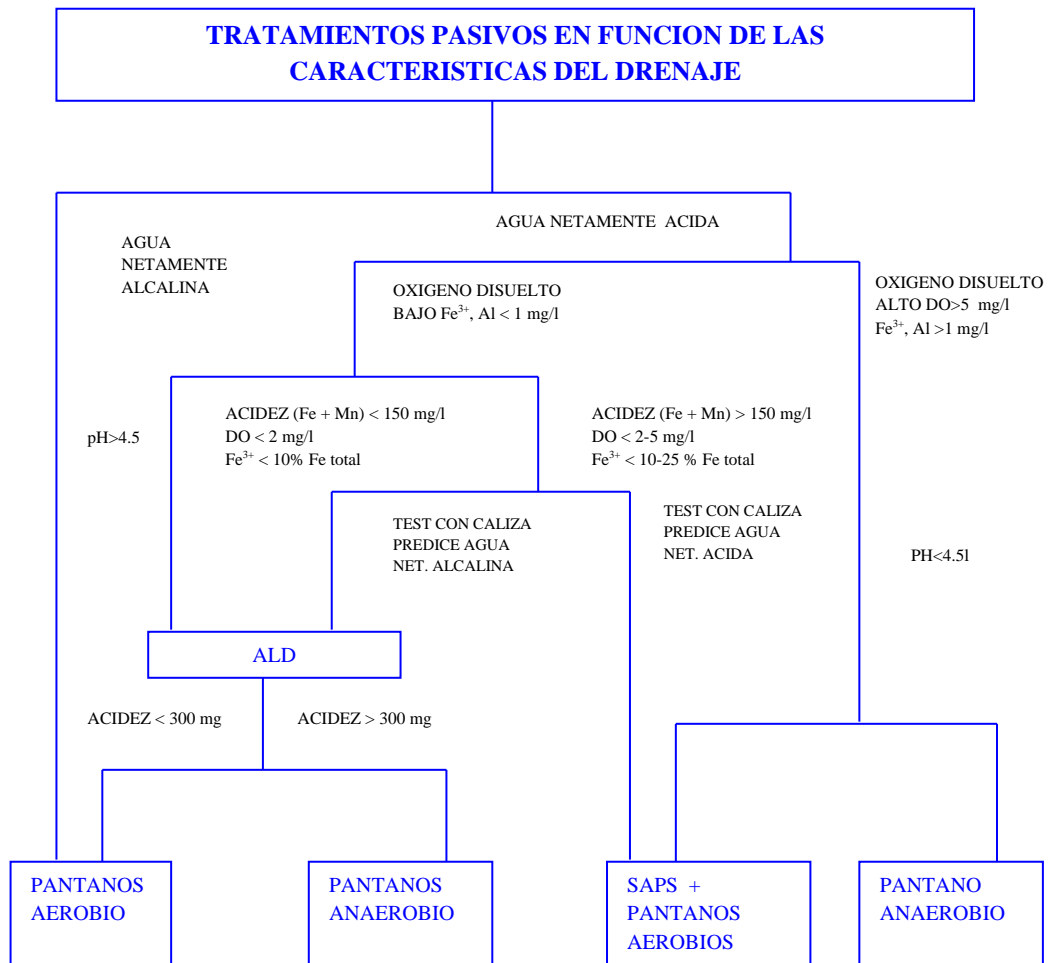 TRATAMIENTOS PASIVOS EN FUNCION DE LAS
CARACTERISTICAS DEL DRENAJE
AGUA NETAMENTE ACIDA
AGUA
NETAMENTE
ALCALINA
OXIGENO DISUELTO
BAJO Fe³⁺, Al < 1 mg/l
OXIGENO DISUELTO
ALTO DO>5 mg/l
Fe³⁺, Al >1 mg/l
pH>4.5
ACIDEZ (Fe + Mn) < 150 mg/l
DO < 2 mg/l
Fe³⁺ < 10% Fe total
ACIDEZ (Fe + Mn) > 150 mg/l
DO < 2-5 mg/l
Fe³⁺ < 10-25 % Fe total
TEST CON CALIZA
PREDICE AGUA
NET. ALCALINA
TEST CON CALIZA
PREDICE AGUA
NET. ACIDA
PH<4.5l
ALD
ACIDEZ < 300 mg
ACIDEZ > 300 mg
PANTANOS
AEROBIO
PANTANOS
ANAEROBIO
SAPS +
PANTANOS
AEROBIOS
PANTANO
ANAEROBIO